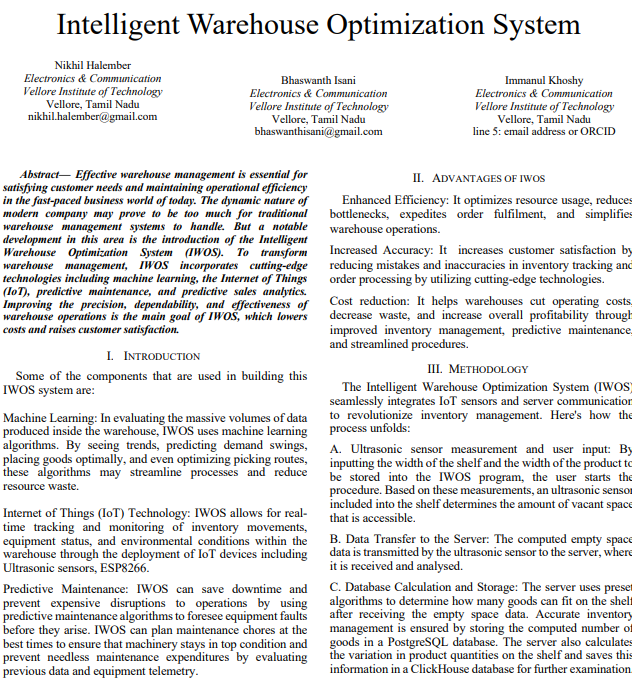 Intelligent Warehouse Optimization System
Nikhil Halember
Electronics & Communication
Vellore Institute of Technology
Vellore, Tamil Nadu
nikhil.halember@gmail.com
Bhaswanth Isani
Electronics & Communication
Vellore Institute of Technology
Vellore, Tamil Nadu
bhaswanthisani@gmail.com
Immanul Khoshy
Electronics & Communication
Vellore Institute of Technology
Vellore, Tamil Nadu
line 5: email address or ORCID
Abstract— Effective warehouse management is essential for
satisfying customer needs and maintaining operational efficiency
in the fast-paced business world of today. The dynamic nature of
modern company may prove to be too much for traditional
warehouse management systems to handle. But a notable
development in this area is the introduction of the Intelligent
Warehouse Optimization System (IWOS). To transform
warehouse management, IWOS incorporates cutting-edge
technologies including machine learning, the Internet of Things
(IoT), predictive maintenance, and predictive sales analytics.
Improving the precision, dependability, and effectiveness of
warehouse operations is the main goal of IWOS, which lowers
costs and raises customer satisfaction.
I. INTRODUCTION
Some of the components that are used in building this
IWOS system are:
Machine Learning: In evaluating the massive volumes of data
produced inside the warehouse, IWOS uses machine learning
algorithms. By seeing trends, predicting demand swings,
placing goods optimally, and even optimizing picking routes,
these algorithms may streamline processes and reduce
resource waste.
Internet of Things (IoT) Technology: IWOS allows for real-
time tracking and monitoring of inventory movements,
equipment status, and environmental conditions within the
warehouse through the deployment of IoT devices including
Ultrasonic sensors, ESP8266.
Predictive Maintenance: IWOS can save downtime and
prevent expensive disruptions to operations by using
predictive maintenance algorithms to foresee equipment faults
before they arise. IWOS can plan maintenance chores at the
best times to ensure that machinery stays in top condition and
prevent needless maintenance expenditures by evaluating
previous data and equipment telemetry.
II. ADVANTAGES OF IWOS
Enhanced Efficiency: It optimizes resource usage, reduces
bottlenecks, expedites order fulfilment, and simplifies
warehouse operations.
Increased Accuracy: It increases customer satisfaction by
reducing mistakes and inaccuracies in inventory tracking and
order processing by utilizing cutting-edge technologies.
Cost reduction: It helps warehouses cut operating costs,
decrease waste, and increase overall profitability through
improved inventory management, predictive maintenance,
and streamlined procedures.
III. METHODOLOGY
The Intelligent Warehouse Optimization System (IWOS)
seamlessly integrates IoT sensors and server communication
to revolutionize inventory management. Here's how the
process unfolds:
A. Ultrasonic sensor measurement and user input: By
inputting the width of the shelf and the width of the product to
be stored into the IWOS program, the user starts the
procedure. Based on these measurements, an ultrasonic sensor
included into the shelf determines the amount of vacant space
that is accessible.
B. Data Transfer to the Server: The computed empty space
data is transmitted by the ultrasonic sensor to the server, where
it is received and analysed.
C. Database Calculation and Storage: The server uses preset
algorithms to determine how many goods can fit on the shelf
after receiving the empty space data. Accurate inventory
management is ensured by storing the computed number of
goods in a PostgreSQL database. The server also calculates
the variation in product quantities on the shelf and saves this
information in a ClickHouse database for further examination